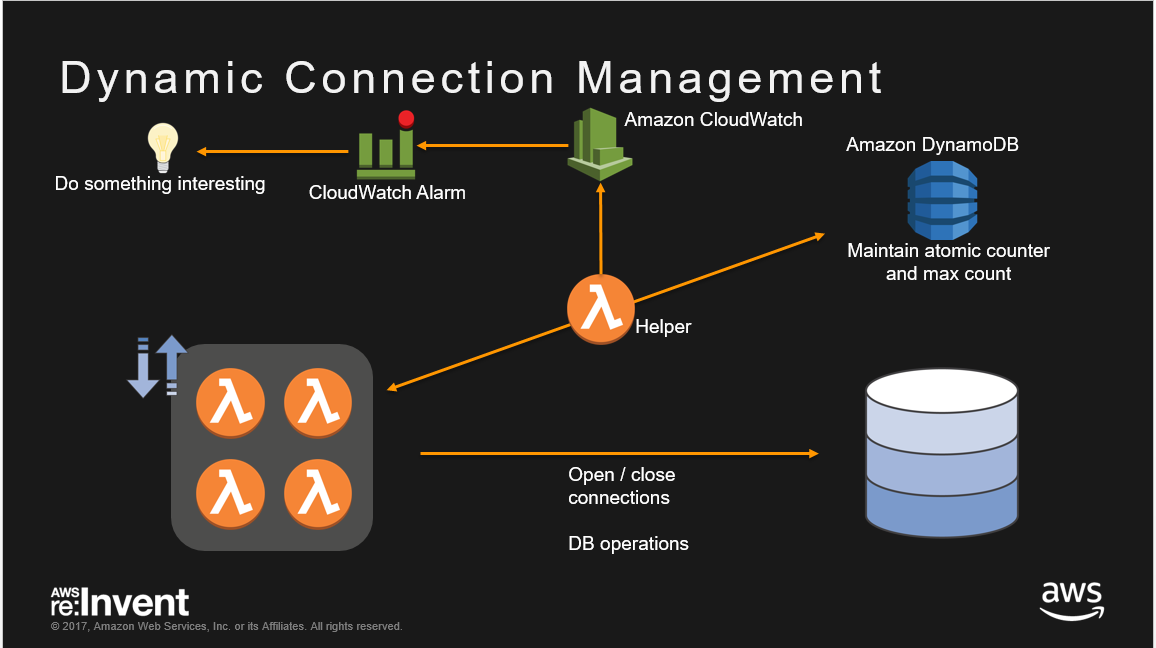 Dynamic Connection Management
Amazon CloudWatch
Amazon DynamoDB
Do something interesting
CloudWatch Alarm
Maintain atomic counter
and max count
Helper
Open / close
connections
DB operations
AWS
re:Invent
© 2017, Amazon Web Services, Inc. or its Affiliates. All rights reserved.
aws